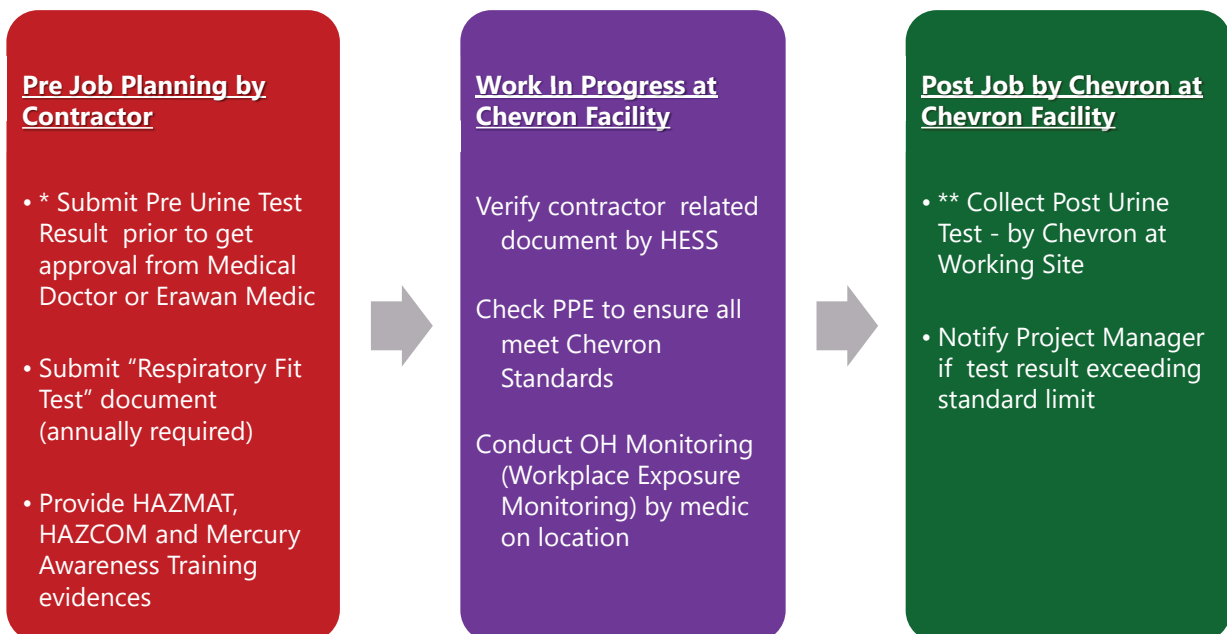 Pre Job Planning by
Contractor
• * Submit Pre Urine Test
Result prior to get
approval from Medical
Doctor or Erawan Medic
• Submit “Respiratory Fit
Test” document
(annually required)
• Provide HAZMAT,
HAZCOM and Mercury
Awareness Training
evidences
Work In Progress at
Chevron Facility
Verify contractor related
document by HESS
Check PPE to ensure all
meet Chevron
Standards
Conduct OH Monitoring
(Workplace Exposure
Monitoring) by medic
on location
Post Job by Chevron at
Chevron Facility
• ** Collect Post Urine
Test - by Chevron at
Working Site
• Notify Project Manager
if test result exceeding
standard limit